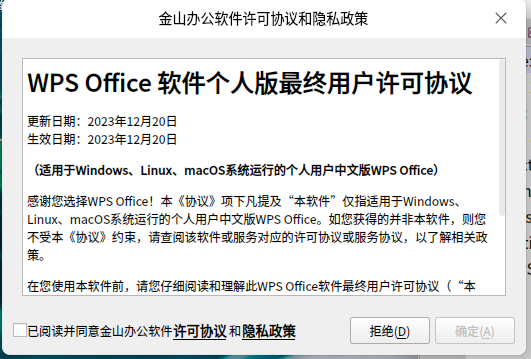 金山办公软件许可协议和隐私政策
WPS Office 软件个人版最终用户许可协议
更新日期：2023年12月20日
生效日期：2023年12月20日
（适用于Windows、Linux、macOS系统运行的个人用户中文版WPS Office）
感谢您选择WPS Office！本《协议》项下凡提及“本软件”仅指适用于Windows、
Linux、macOS系统运行的个人用户中文版WPS Office。如您获得的并非本软件，则您
不受本《协议》约束，请查阅该软件或服务对应的许可协议或服务协议，以了解相关政
策。
在您使用本软件前，请您仔细阅读和理解此WPS Office软件最终用户许可协议（“本
已阅读并同意金山办公软件许可协议 和 隐私政策
拒绝(D)
确定(A)